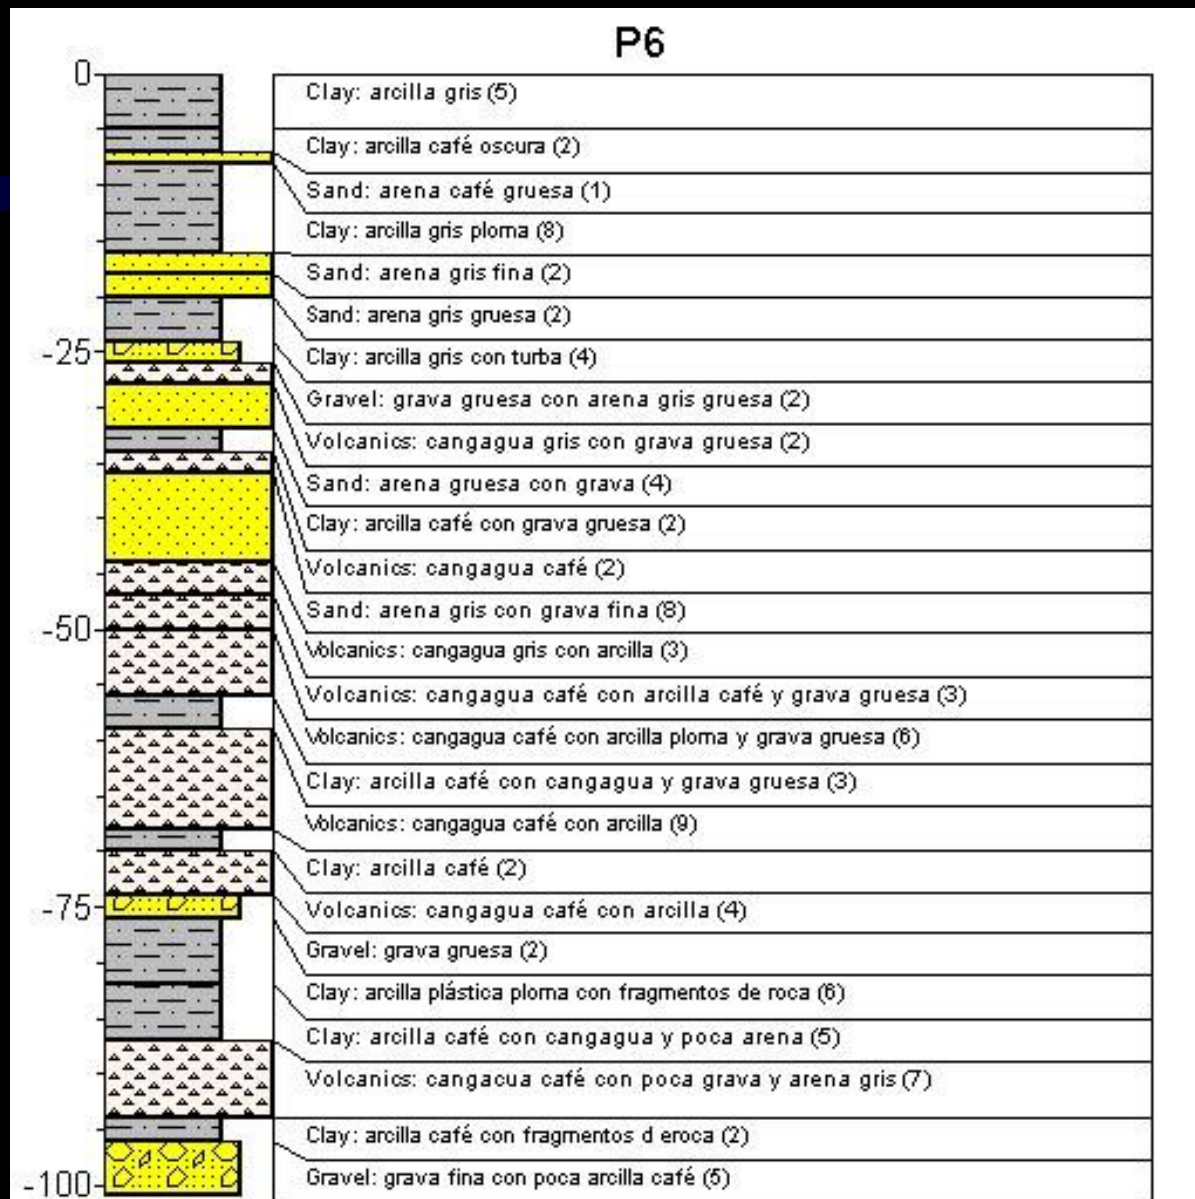 P6
0
Clay: arcilla gris (5)
Clay: arcilla café oscura (2)
Sand: arena café gruesa (1)
Clay: arcilla gris ploma (8)
Sand: arena gris fina (2)
Sand: arena gris gruesa (2)
-25
Clay: arcilla gris con turba (4)
Gravel: grava gruesa con arena gris gruesa (2)
Volcanics: cangagua gris con grava gruesa (2)
Sand: arena gruesa con grava (4)
Clay: arcilla café con grava gruesa (2)
Volcanics: cangagua café (2)
Sand: arena gris con grava fina (8)
-50
Volcanics: cangagua gris con arcilla (3)
Volcanics: cangagua café con arcilla café y grava gruesa (3)
Volcanics: cangagua café con arcilla ploma y grava gruesa (6)
Clay: arcilla café con cangagua y grava gruesa (3)
Volcanics: cangagua café con arcilla (9)
Clay: arcilla café (2)
-75
Volcanics: cangagua café con arcilla (4)
Gravel: grava gruesa (2)
Clay: arcilla plástica ploma con fragmentos de roca (6)
Clay: arcilla café con cangagua y poca arena (5)
Volcanics: cangacua café con poca grava y arena gris (7)
Clay: arcilla café con fragmentos d eroca (2)
Gravel: grava fina con poca arcilla café (5)
-100